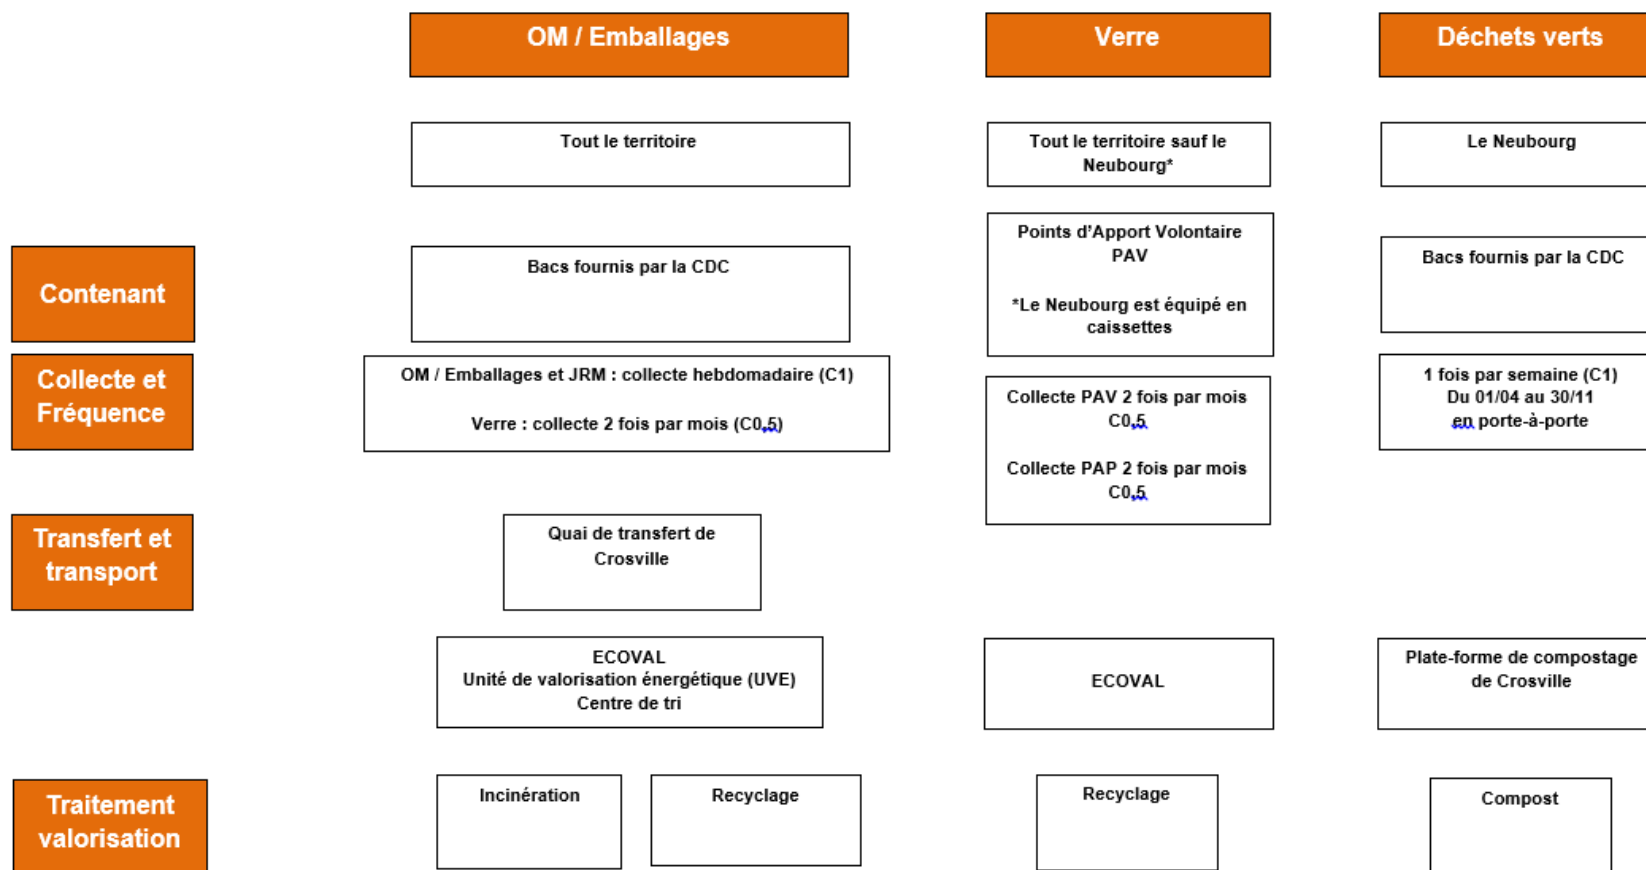 OM / Emballages
Verre
Déchets verts
Tout le territoire
Tout le territoire sauf le
Neubourg*
Le Neubourg
Contenant
Bacs fournis par la CDC
Points d'Apport Volontaire
PAV
*Le Neubourg est équipé en
caissettes
Bacs fournis par la CDC
Collecte et
Fréquence
OM / Emballages et JRM : collecte hebdomadaire (C1)
Verre : collecte 2 fois par mois (C0,5)
Collecte PAV 2 fois par mois
C0,5
Collecte PAP 2 fois par mois
C0,5
1 fois par semaine (C1)
Du 01/04 au 30/11
en porte-à-porte
Transfert et
transport
Quai de transfert de
Crosville
ECOVAL
Unité de valorisation énergétique (UVE)
Centre de tri
ECOVAL
Plate-forme de compostage
de Crosville
Traitement
valorisation
Incinération
Recyclage
Recyclage
Compost